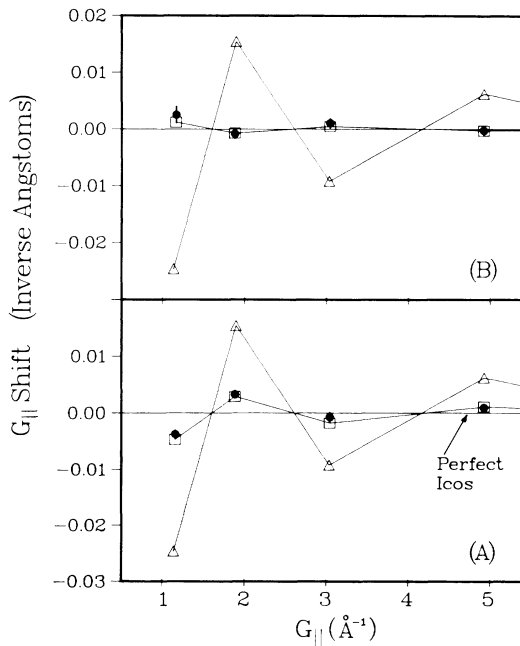 0.02
0.01
0.00
−0.01
−0.02
(B)
G|| Shift (Inverse Angstoms)
0.01
0.00
−0.01
−0.02
−0.03
Perfect
Icos
(A)
1 2 3 4 5
G|| (Å⁻¹)